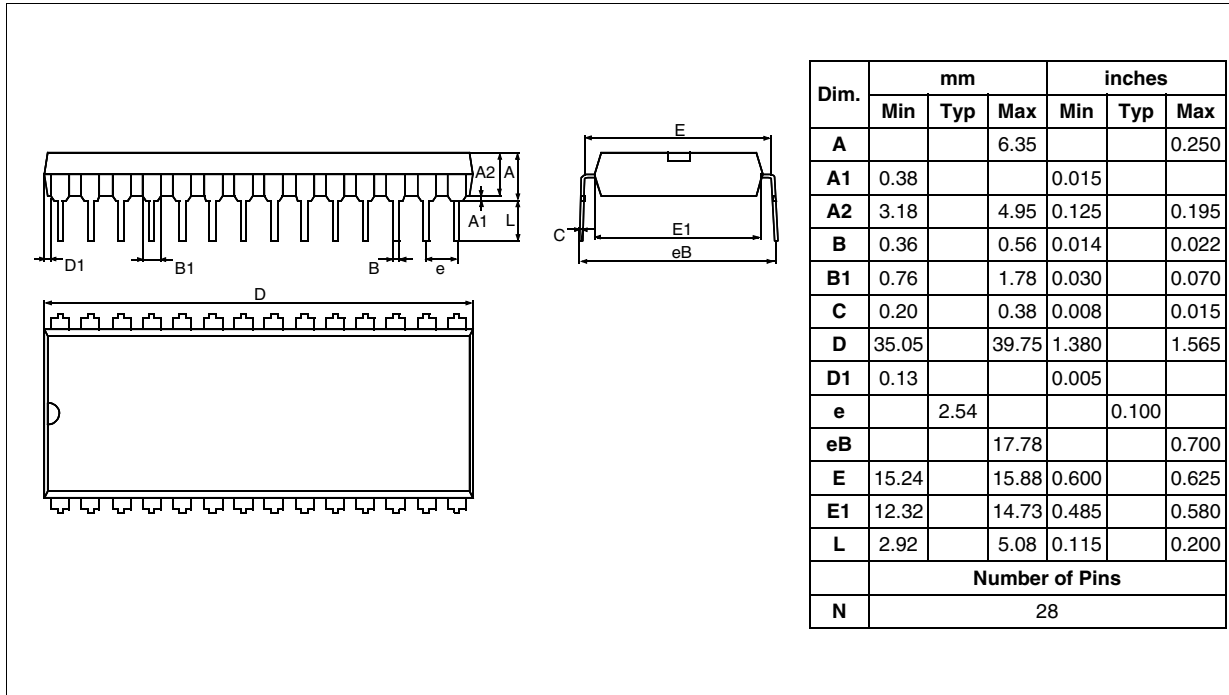 A2
A
A1
L
D1
B1
B
e
E
C
E1
eB
D
Dim. mm inches
Min Typ Max Min Typ Max
A 6.35 0.250
A1 0.38 0.015
A2 3.18 4.95 0.125 0.195
B 0.36 0.56 0.014 0.022
B1 0.76 1.78 0.030 0.070
C 0.20 0.38 0.008 0.015
D 35.05 39.75 1.380 1.565
D1 0.13 0.005
e 2.54 0.100
eB 17.78 0.700
E 15.24 15.88 0.600 0.625
E1 12.32 14.73 0.485 0.580
L 2.92 5.08 0.115 0.200
Number of Pins
N 28